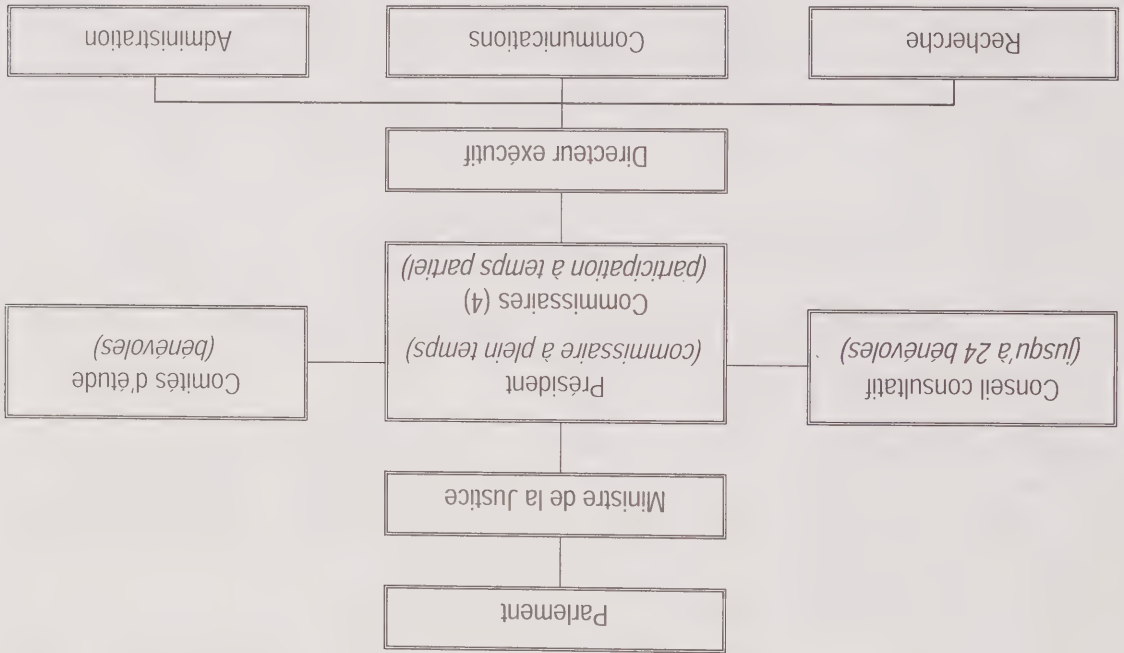 Parlement
Ministre de la Justice
Conseil consultatif
(jusqu'à 24 bénévoles)
Président
(commissaire à plein temps)
Commissaires (4)
(participation à temps partiel)
Comités d'étude
(bénévoles)
Directeur exécutif
Recherche
Communications
Administration